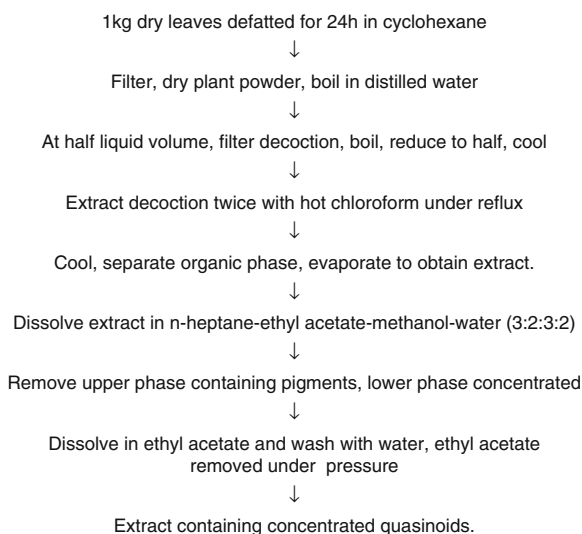 1kg dry leaves defatted for 24h in cyclohexane
↓
Filter, dry plant powder, boil in distilled water
↓
At half liquid volume, filter decoction, boil, reduce to half, cool
↓
Extract decoction twice with hot chloroform under reflux
↓
Cool, separate organic phase, evaporate to obtain extract.
↓
Dissolve extract in n-heptane-ethyl acetate-methanol-water (3:2:3:2)
↓
Remove upper phase containing pigments, lower phase concentrated
↓
Dissolve in ethyl acetate and wash with water, ethyl acetate
removed under pressure
↓
Extract containing concentrated quasinoids.